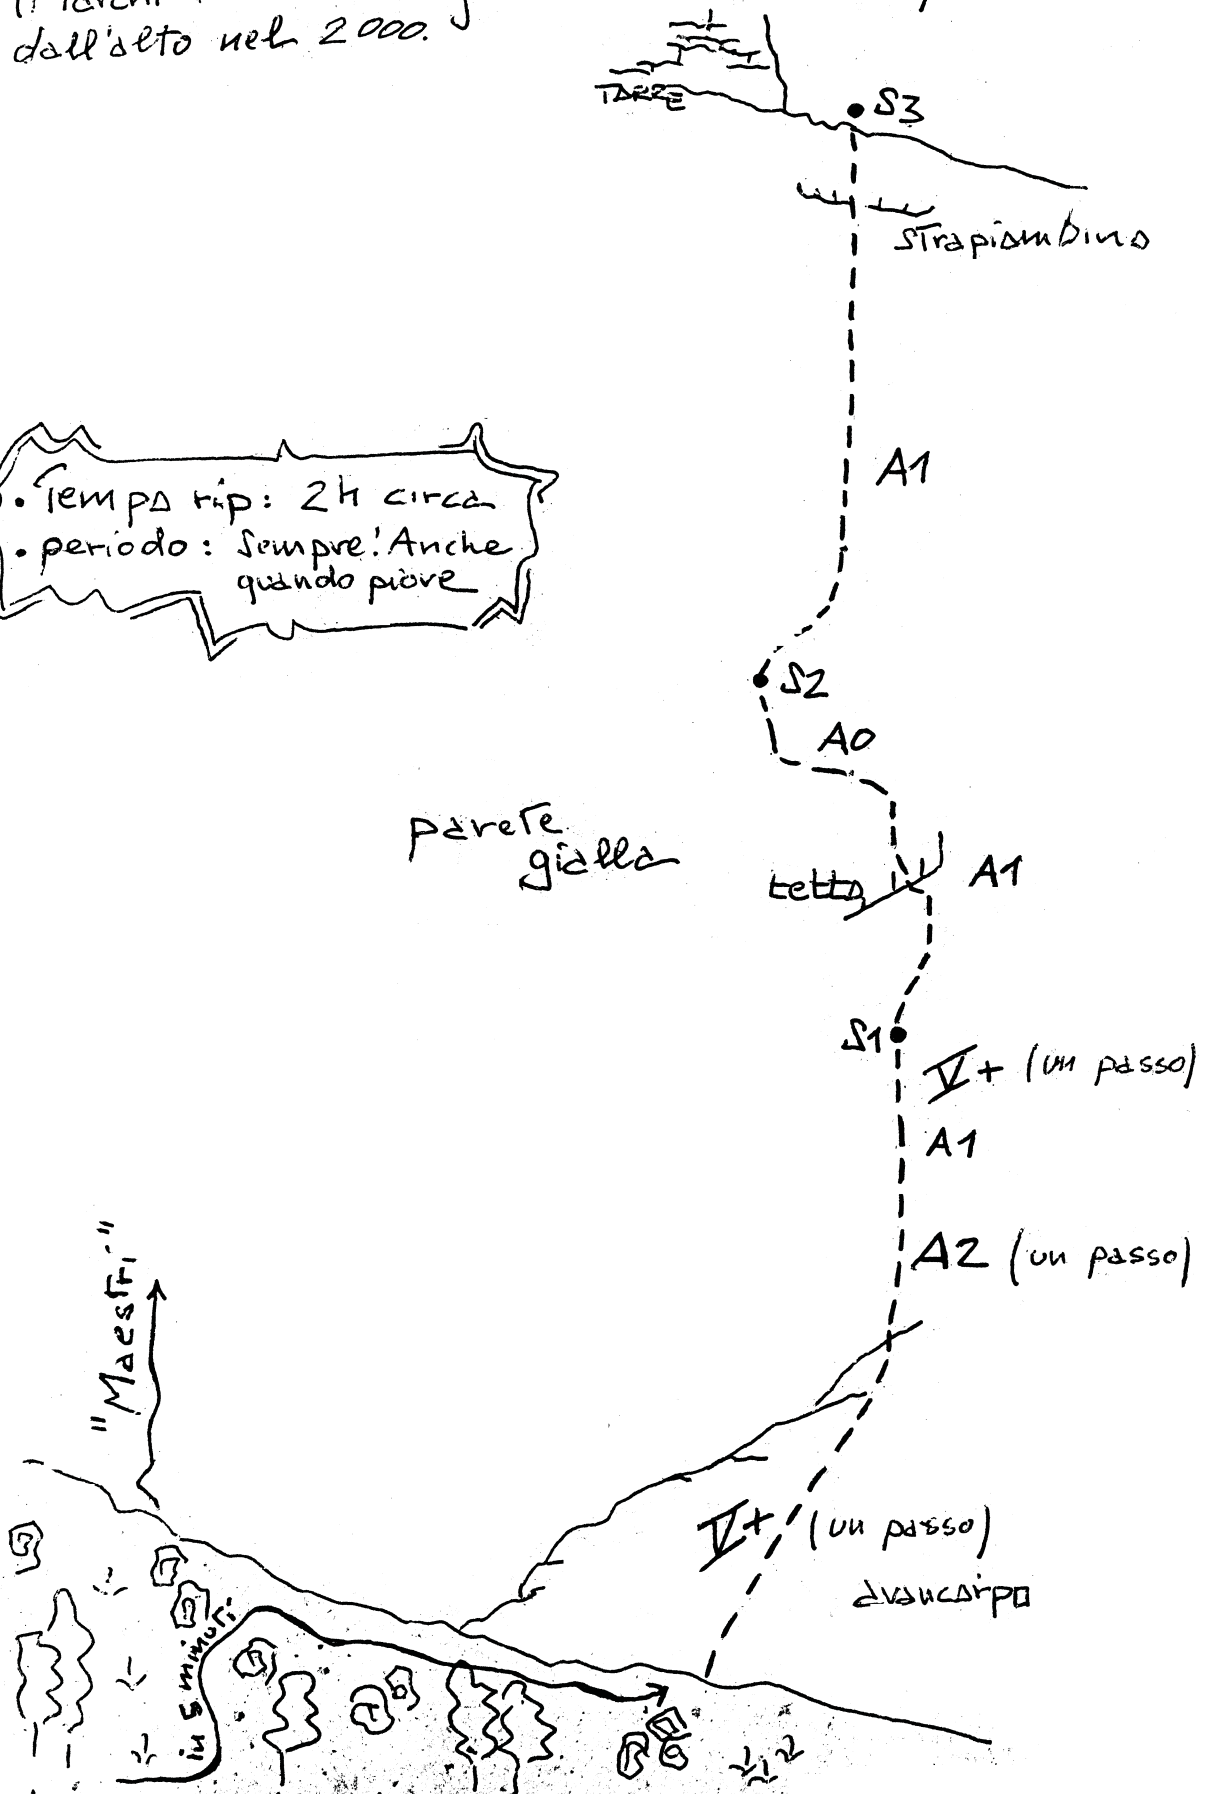 dall'alto nel 2000.
TORRE
S3
strapiombino
A1
• Tempo rip: 2h circa
• periodo: Sempre! Anche
quando piove
S2
A0
parete
gialla
tetto
A1
S1
V+ (un passo)
A1
A2 (un passo)
"Maestri"
V+ (un passo)
avancorpo
in 5 minuti